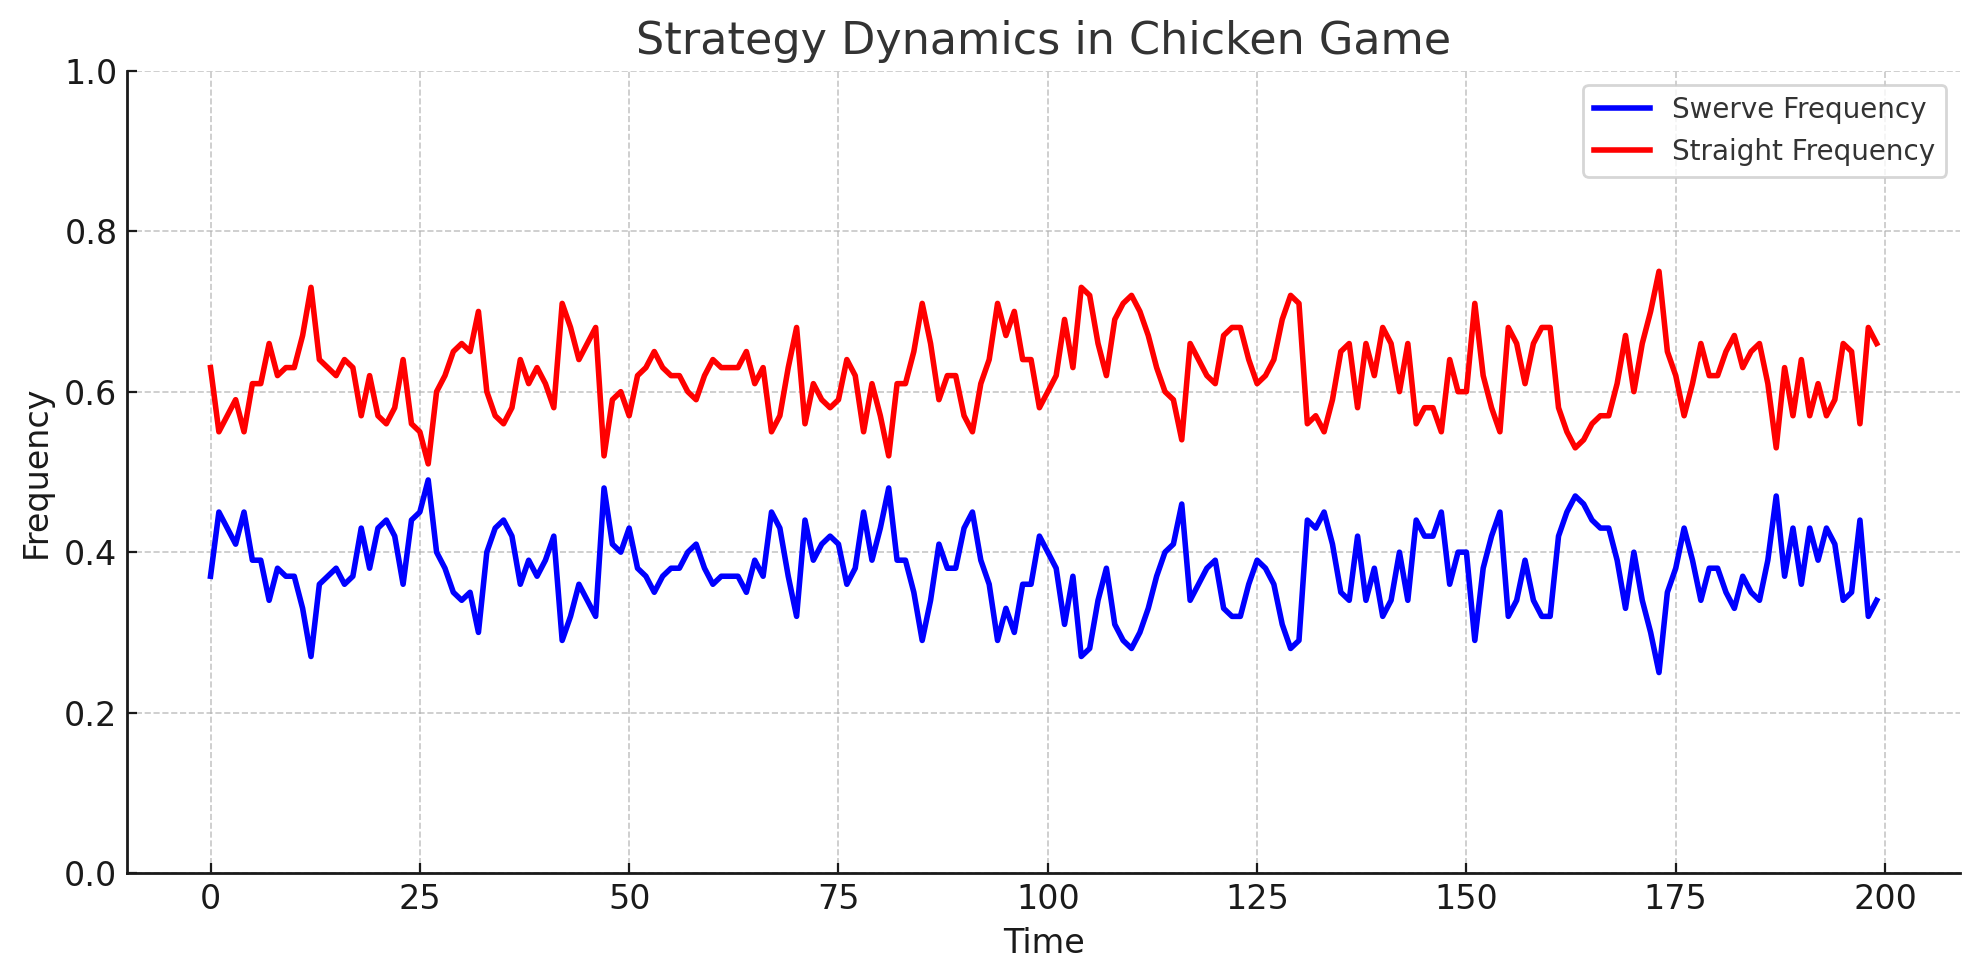 Strategy Dynamics in Chicken Game
1.0
Swerve Frequency
Straight Frequency
0.8
0.6
Frequency
0.4
0.2
0.0
0 25 50 75 100 125 150 175 200
Time